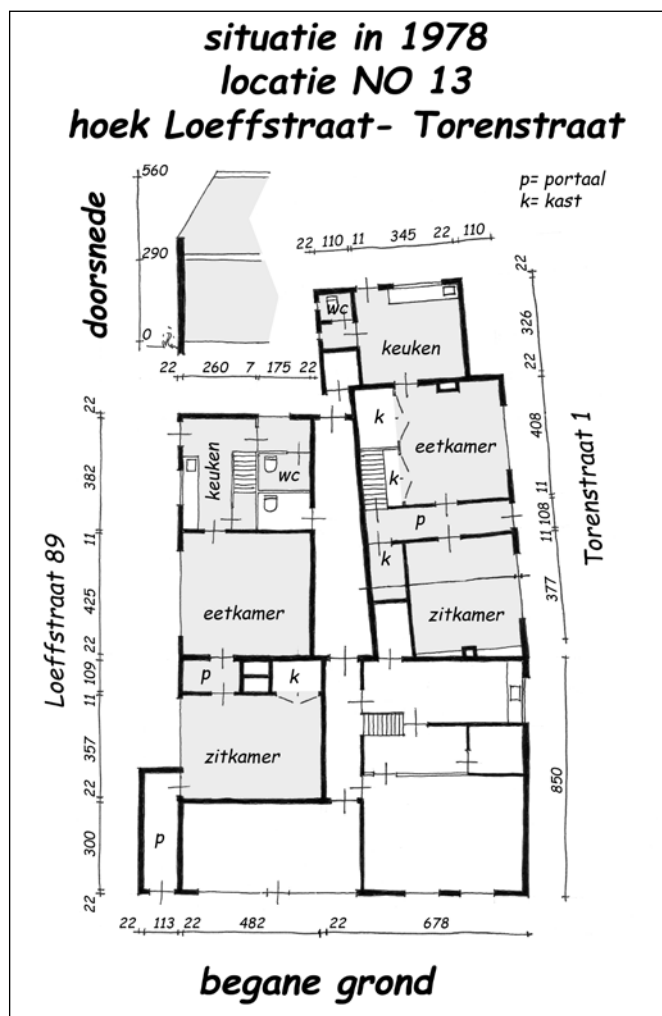 situatie in 1978
locatie NO 13
hoek Loeffstraat- Torenstraat
p= portaal
k= kast
doorsnede
560
290
0
22 260 7 175 22
22 110 11 345 22 110
22
326
22
408
11
108
11
377
850
Torenstraat 1
wc
keuken
k
eetkamer
k
p
k
zitkamer
22
382
11
425
22
109
11
357
22
300
22
Loeffstraat 89
keuken
wc
eetkamer
p
k
zitkamer
p
22 113 22 482 22 678
begane grond